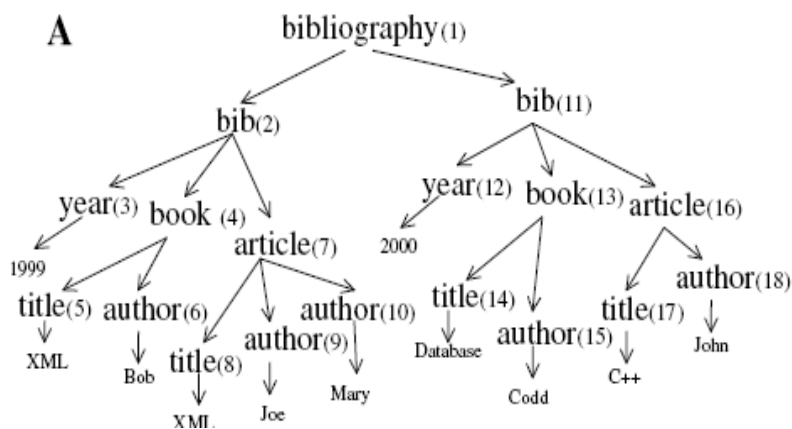 A
bibliography(1)
bib(2)
bib(11)
year(3)
book (4)
article(7)
year(12)
book(13)
article(16)
1999
2000
title(5)
author(6)
author(10)
title(8)
author(9)
title(14)
author(15)
title(17)
author(18)
XML
Bob
XML
Joe
Mary
Database
Codd
C++
John